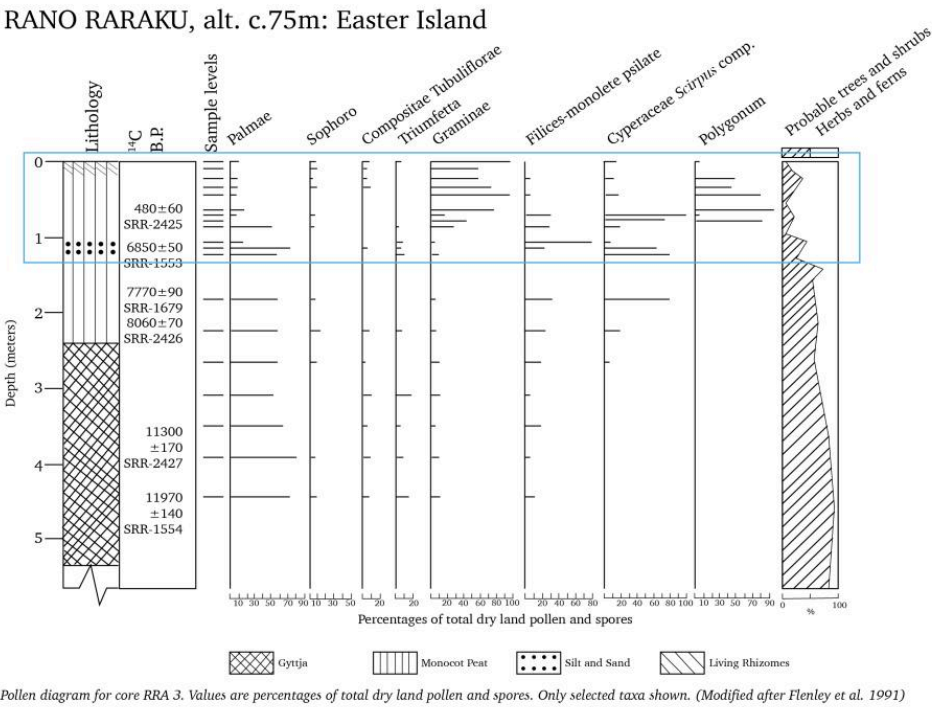 RANO RARAKU, alt. c.75m: Easter Island
Lithology
14C B.P.
Sample levels
Palmae
Sophoro
Compositae Tubuliflorae
Triumfetta
Graminae
Filices-monolete psilate
Cyperaceae Scirpus comp.
Polygonum
Probable trees and shrubs
Herbs and ferns
0
480±60
SRR-2425
1
6850±50
SRR-1553
7770±90
SRR-1679
2
8060±70
SRR-2426
3
11300
±170
SRR-2427
4
11970
±140
SRR-1554
5
Depth (meters)
10 30 50 70 90 10 30 50 20 20 20 40 60 80 100 20 40 60 80 20 40 60 80 100 10 30 50 70 90 0 100
%
Percentages of total dry land pollen and spores
Gyttja Monocot Peat Silt and Sand Living Rhizomes
Pollen diagram for core RRA 3. Values are percentages of total dry land pollen and spores. Only selected taxa shown. (Modified after Flenley et al. 1991)